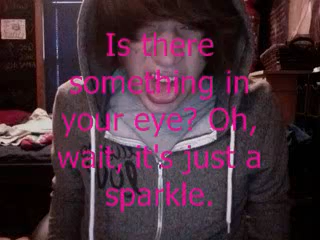 Is there
something in
your eye? Oh,
wait, it's just a
sparkle.